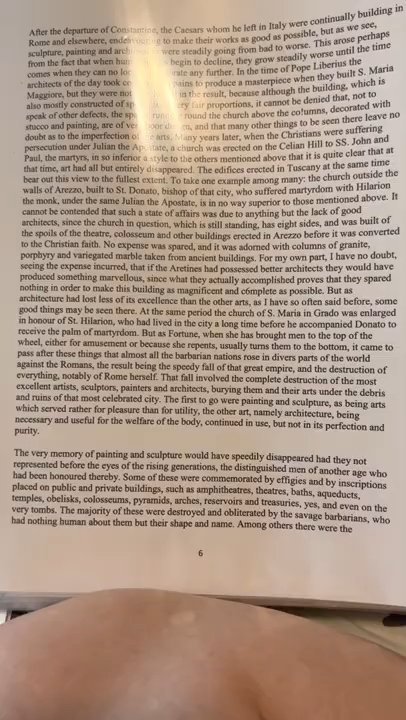 After the departure of Constantine, the Caesars whom he left in Italy were continually building in
Rome and elsewhere, endeavouring to make their works as good as possible, but as we see,
sculpture, painting and were steadily going from bad to worse. This arose perhaps
from the fact that when begin to decline, they grow steadily worse until the time
comes when they can no any further. In the time of Pope Liberius the
architects of the day took pains to produce a masterpiece when they built S. Maria
Maggiore, but they were not in the result, because although the building, which is
also mostly constructed of fair proportions, it cannot be denied that, not to
speak of other defects, the round the church above the columns, decorated with
stucco and painting, are of and that many other things to be seen there leave no
doubt as to the imperfection of arts. Many years later, when the Christians were suffering
persecution under Julian the Apostate, a church was erected on the Celian Hill to SS. John and
Paul, the martyrs, in so inferior a style to the others mentioned above that it is quite clear that at
that time, art had all but entirely disappeared. The edifices erected in Tuscany at the same time
bear out this view to the fullest extent. To take one example among many: the church outside the
walls of Arezzo, built to St. Donato, bishop of that city, who suffered martyrdom with Hilarion
the monk, under the same Julian the Apostate, is in no way superior to those mentioned above. It
cannot be contended that such a state of affairs was due to anything but the lack of good
architects, since the church in question, which is still standing, has eight sides, and was built of
the spoils of the theatre, colosseum and other buildings erected in Arezzo before it was converted
to the Christian faith. No expense was spared, and it was adorned with columns of granite,
porphyry and variegated marble taken from ancient buildings. For my own part, I have no doubt,
seeing the expense incurred, that if the Aretines had possessed better architects they would have
produced something marvellous, since what they actually accomplished proves that they spared
nothing in order to make this building as magnificent and complete as possible. But as
architecture had lost less of its excellence than the other arts, as I have so often said before, some
good things may be seen there. At the same period the church of S. Maria in Grado was enlarged
in honour of St. Hilarion, who had lived in the city a long time before he accompanied Donato to
receive the palm of martyrdom. But as Fortune, when she has brought men to the top of the
wheel, either for amusement or because she repents, usually turns them to the bottom, it came to
pass after these things that almost all the barbarian nations rose in divers parts of the world
against the Romans, the result being the speedy fall of that great empire, and the destruction of
everything, notably of Rome herself. That fall involved the complete destruction of the most
excellent artists, sculptors, painters and architects, burying them and their arts under the debris
and ruins of that most celebrated city. The first to go were painting and sculpture, as being arts
which served rather for pleasure than for utility, the other art, namely architecture, being
necessary and useful for the welfare of the body, continued in use, but not in its perfection and
purity.
The very memory of painting and sculpture would have speedily disappeared had they not
represented before the eyes of the rising generations, the distinguished men of another age who
had been honoured thereby. Some of these were commemorated by effigies and by inscriptions
placed on public and private buildings, such as amphitheatres, theatres, baths, aqueducts,
temples, obelisks, colosseums, pyramids, arches, reservoirs and treasuries, yes, and even on the
very tombs. The majority of these were destroyed and obliterated by the savage barbarians, who
had nothing human about them but their shape and name. Among others there were the
6